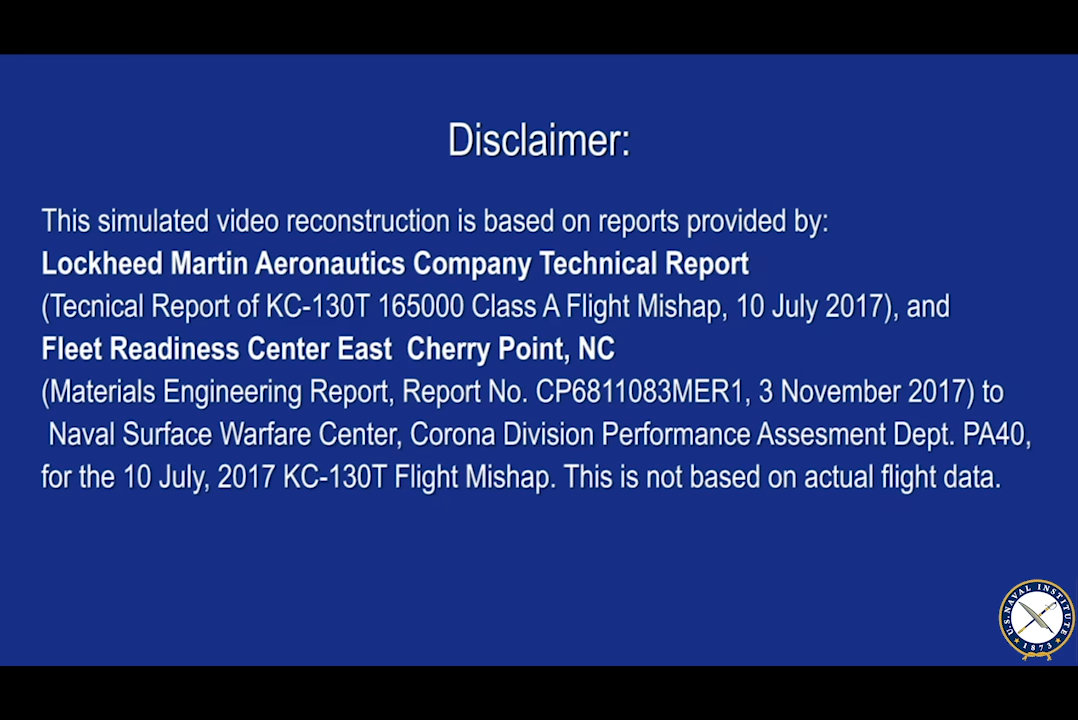 Disclaimer:
This simulated video reconstruction is based on reports provided by:
Lockheed Martin Aeronautics Company Technical Report
(Tecnical Report of KC-130T 165000 Class A Flight Mishap, 10 July 2017), and
Fleet Readiness Center East Cherry Point, NC
(Materials Engineering Report, Report No. CP6811083MER1, 3 November 2017) to
Naval Surface Warfare Center, Corona Division Performance Assesment Dept. PA40,
for the 10 July, 2017 KC-130T Flight Mishap. This is not based on actual flight data.
U.S. NAVAL INSTITUTE
1873